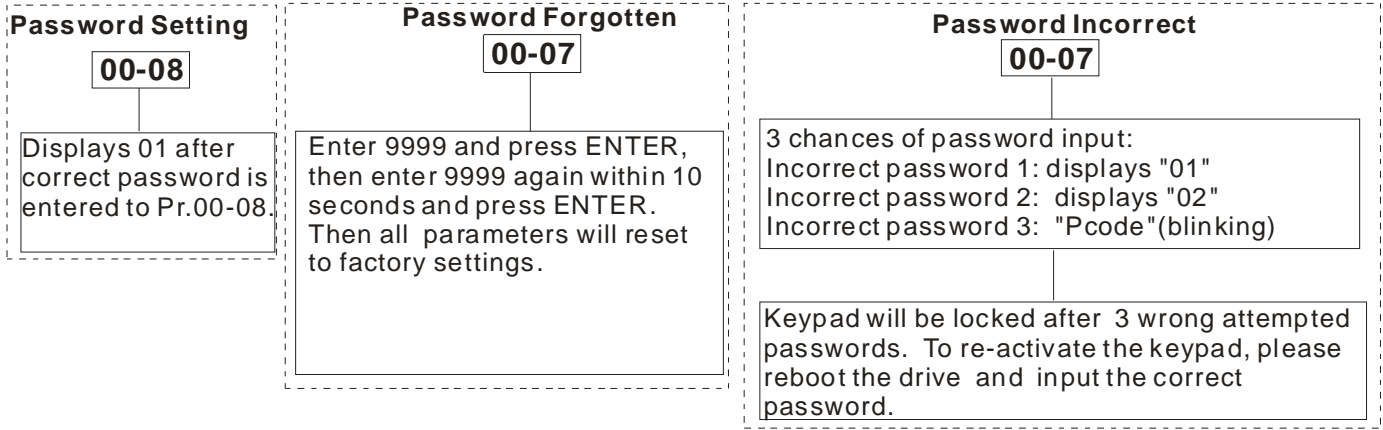 Password Setting
00-08
Displays 01 after
correct password is
entered to Pr.00-08.
Password Forgotten
00-07
Enter 9999 and press ENTER,
then enter 9999 again within 10
seconds and press ENTER.
Then all parameters will reset
to factory settings.
Password Incorrect
00-07
3 chances of password input:
Incorrect password 1: displays "01"
Incorrect password 2: displays "02"
Incorrect password 3: "Pcode"(blinking)
Keypad will be locked after 3 wrong attempted
passwords. To re-activate the keypad, please
reboot the drive and input the correct
password.